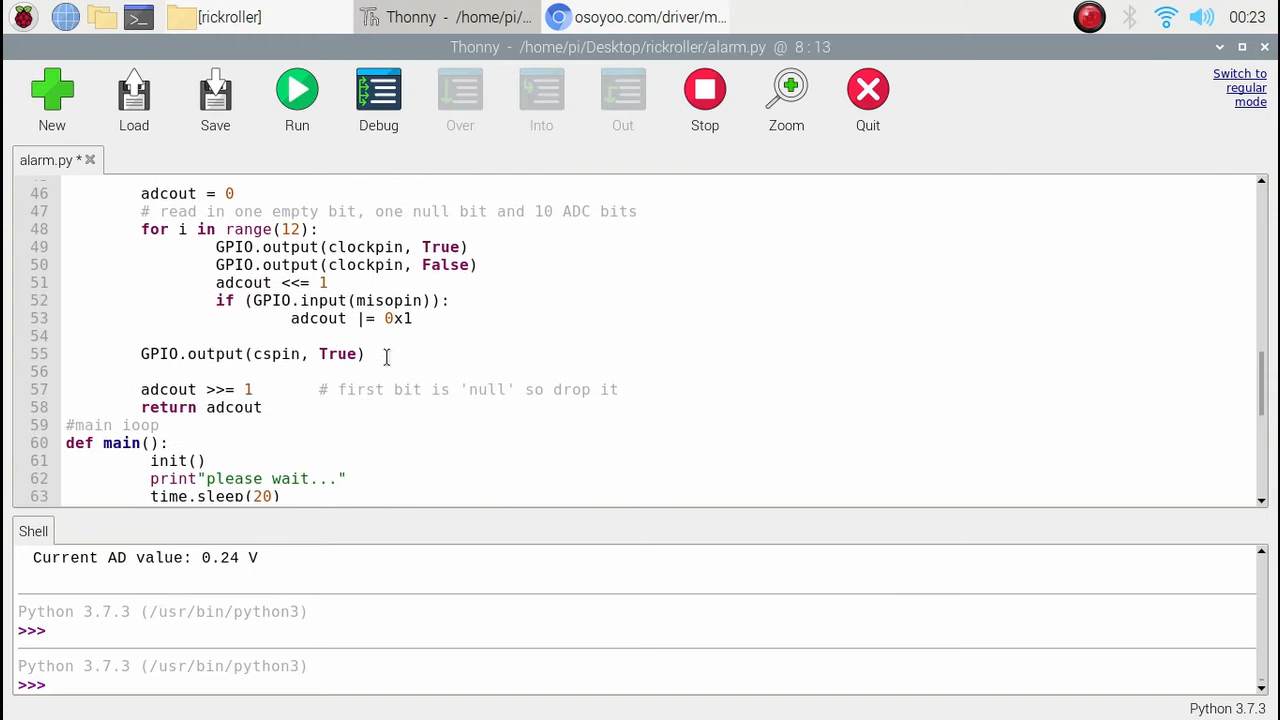 [rickroller]
Thonny - /home/pi/...
osoyoo.com/driver/m...
00:23
Thonny - /home/pi/Desktop/rickroller/alarm.py @ 8 : 13
New
Load
Save
Run
Debug
Over
Into
Out
Stop
Zoom
Quit
Switch to
regular
mode
alarm.py *
46 adcout = 0
47 # read in one empty bit, one null bit and 10 ADC bits
48 for i in range(12):
49 GPIO.output(clockpin, True)
50 GPIO.output(clockpin, False)
51 adcout <<= 1
52 if (GPIO.input(misopin)):
53 adcout |= 0x1
54
55 GPIO.output(cspin, True)
56
57 adcout >>= 1 # first bit is 'null' so drop it
58 return adcout
59 #main ioop
60 def main():
61 init()
62 print"please wait..."
63 time.sleep(20)
Shell
Current AD value: 0.24 V
Python 3.7.3 (/usr/bin/python3)
>>>
Python 3.7.3 (/usr/bin/python3)
>>>
Python 3.7.3